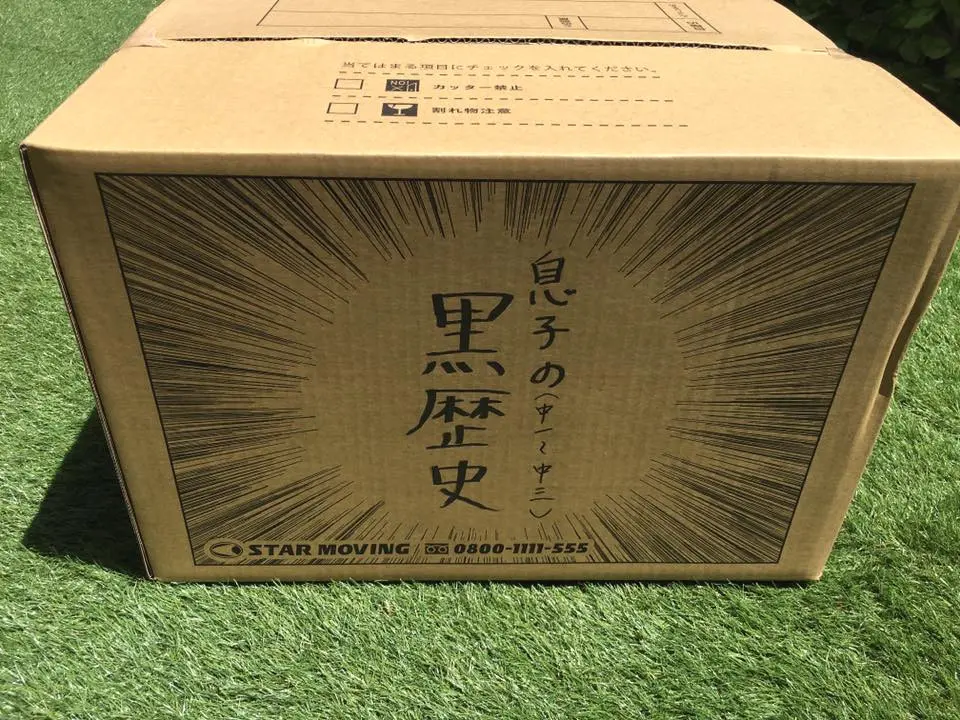 当てはまる項目にチェックを入れてください。
NO!
カッター禁止
割れ物注意
息子の(中一~中三)
黒歴史
STAR MOVING 0800-1111-555